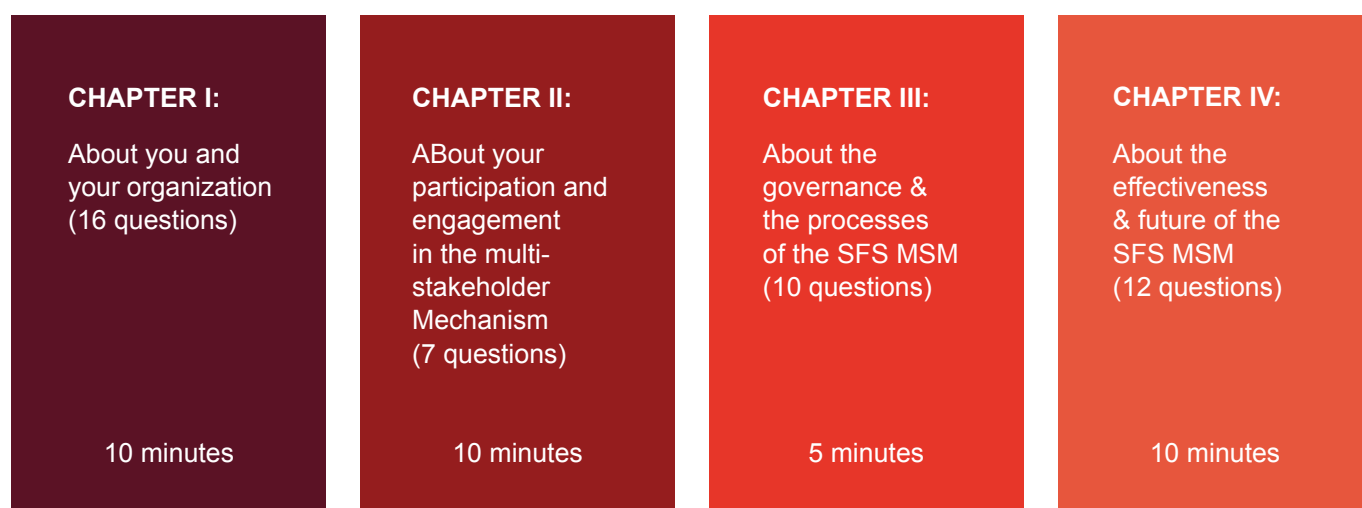 CHAPTER I:
About you and
your organization
(16 questions)
10 minutes
CHAPTER II:
ABout your
participation and
engagement
in the multi-
stakeholder
Mechanism
(7 questions)
10 minutes
CHAPTER III:
About the
governance &
the processes
of the SFS MSM
(10 questions)
5 minutes
CHAPTER IV:
About the
effectiveness
& future of the
SFS MSM
(12 questions)
10 minutes